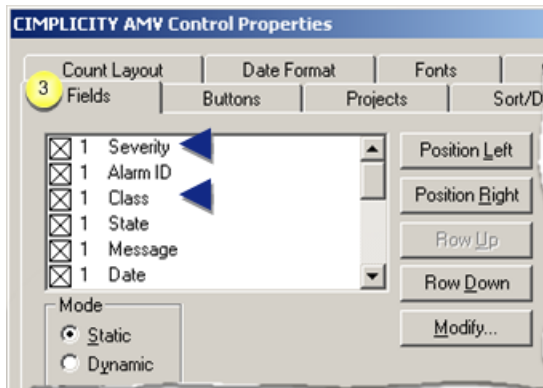 CIMPLICITY AMV Control Properties
Count Layout Date Format Fonts
3 Fields Buttons Projects Sort/D
1 Severity
1 Alarm ID
1 Class
1 State
1 Message
1 Date
Position Left
Position Right
Row Up
Row Down
Modify...
Mode
Static
Dynamic